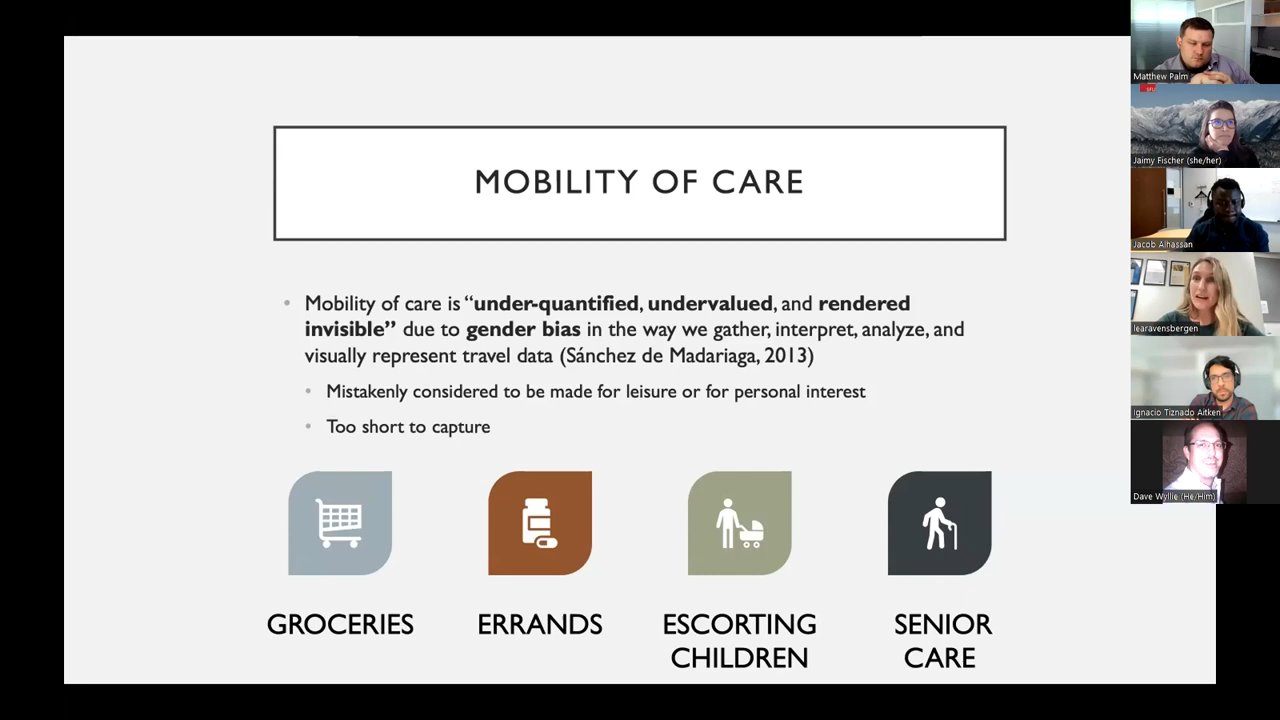 MOBILITY OF CARE
Mobility of care is “under-quantified, undervalued, and rendered
invisible” due to gender bias in the way we gather, interpret, analyze, and
visually represent travel data (Sánchez de Madariaga, 2013)
Mistakenly considered to be made for leisure or for personal interest
Too short to capture
GROCERIES
ERRANDS
ESCORTING
CHILDREN
SENIOR
CARE
Matthew Palm
SFU
Jaimy Fischer (she/her)
Jacob Alhassan
learavensbergen
Ignacio Tiznado Aitken
Dave Wyllie (He/Him)